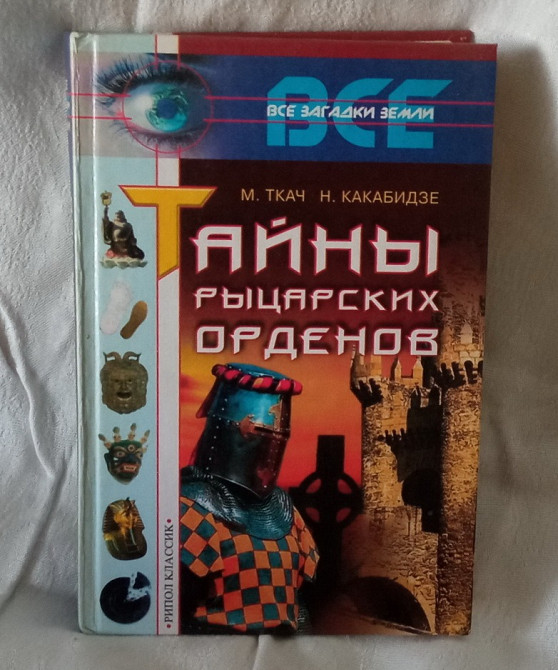 ВСЕ
ВСЕ ЗАГАДКИ ЗЕМЛИ
М. ТКАЧ Н. КАКАБИДЗЕ
ТАЙНЫ
РЫЦАРСКИХ
ОРДЕНОВ
•РИПОЛ КЛАССИК•